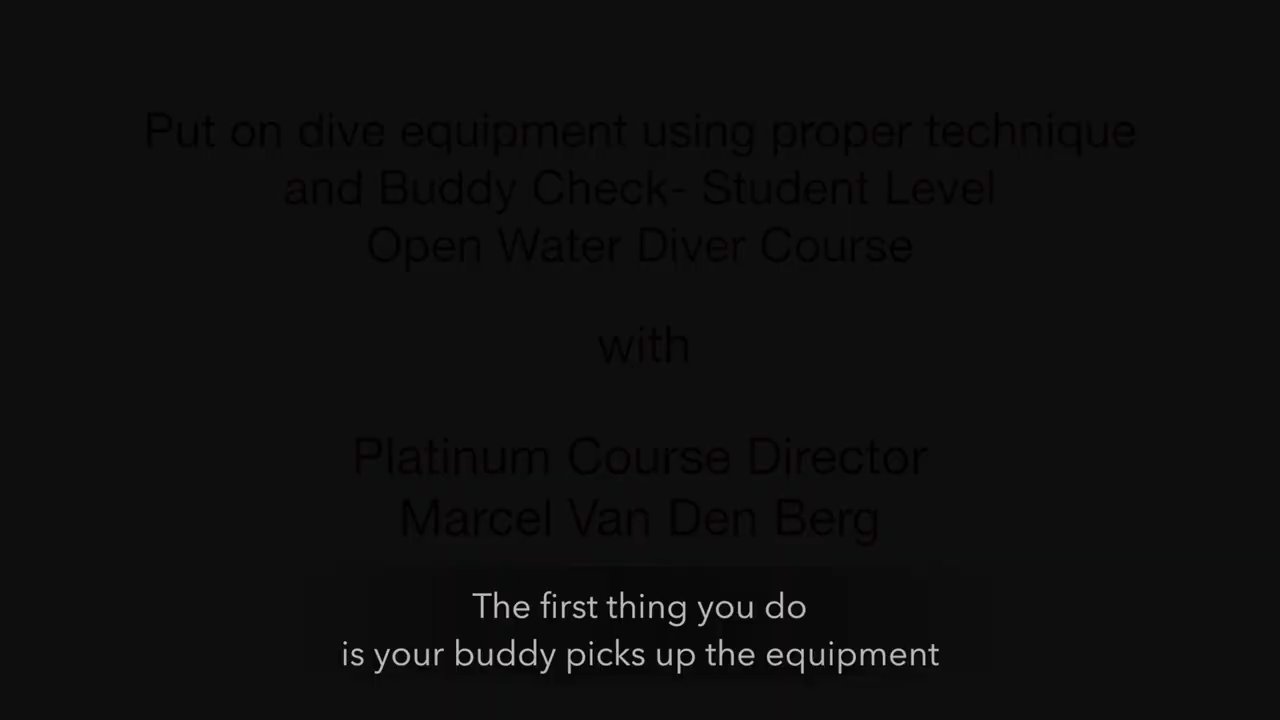 Put on dive equipment using proper technique
and Buddy Check- Student Level
Open Water Diver Course
with
Platinum Course Director
Marcel Van Den Berg
The first thing you do
is your buddy picks up the equipment